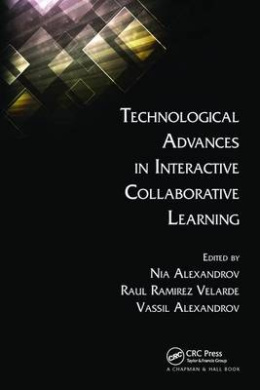 TECHNOLOGICAL
ADVANCES
IN INTERACTIVE
COLLABORATIVE
LEARNING
EDITED BY
NIA ALEXANDROV
RAUL RAMIREZ VELARDE
VASSIL ALEXANDROV
CRC Press
Taylor & Francis Group
A CHAPMAN & HALL BOOK